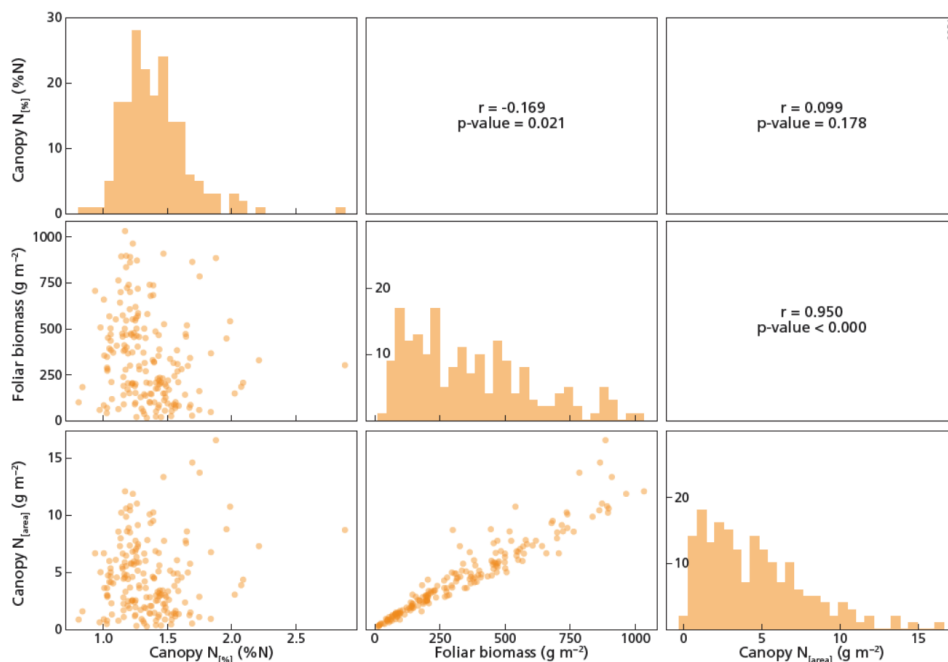 30
20
10
0
Canopy N[%] (%N)
r = -0.169
p-value = 0.021
r = 0.099
p-value = 0.178
1000
750
500
250
0
Foliar biomass (g m⁻²)
20
10
r = 0.950
p-value < 0.000
15
10
5
0
Canopy N[area] (g m⁻²)
20
10
1.0 1.5 2.0 2.5
Canopy N[%] (%N)
0 250 500 750 1000
Foliar biomass (g m⁻²)
0 5 10 15
Canopy N[area] (g m⁻²)